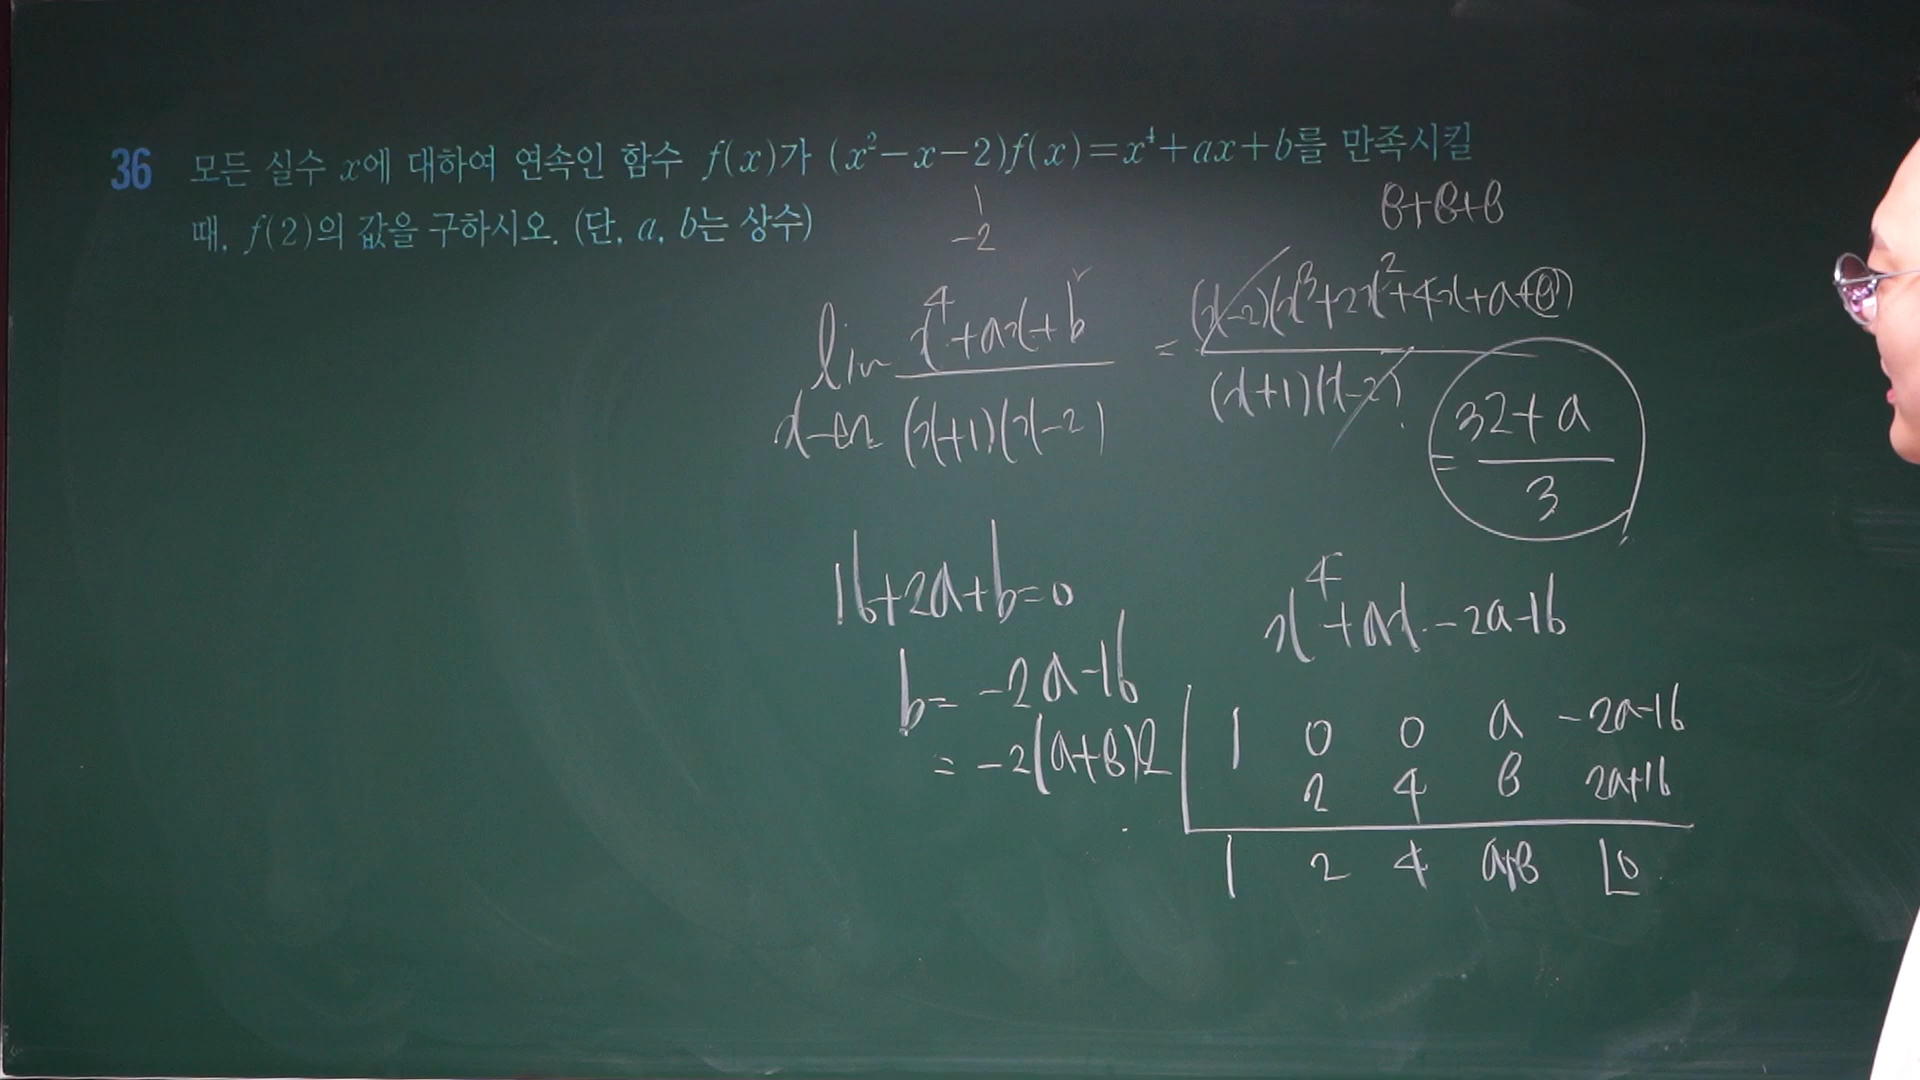 36 모든 실수 x에 대하여 연속인 함수 f(x)가 (x²-x-2)f(x)=x⁴+ax+b를 만족시킬
때, f(2)의 값을 구하시오. (단, a, b는 상수)
1
-2
8+8+8
lim x→2 (x⁴+ax+b)/((x+1)(x-2)) = ((x-2)(x³+2x²+4x+a+8))/((x+1)(x-2))
= (32+a)/3
16+2a+b=0
b=-2a-16
=-2(a+8)
x⁴+ax-2a-16
2 | 1 0 0 a -2a-16
2 4 8 2a+16
1 2 4 a+8 0